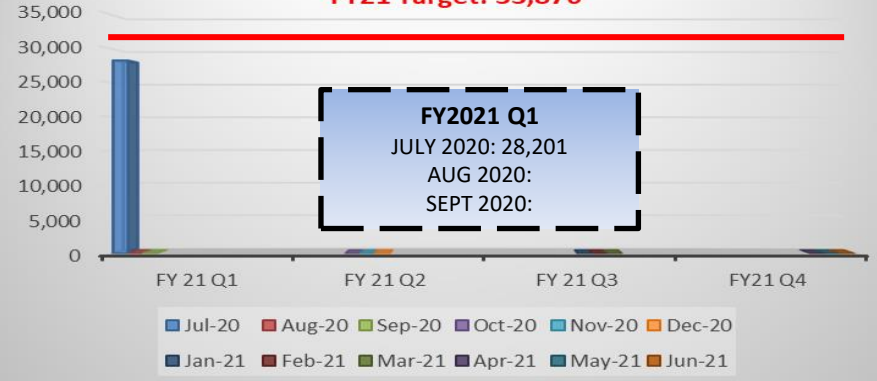 FY21 Target:
35,000
30,000
25,000
20,000
15,000
10,000
5,000
0
FY2021 Q1
JULY 2020: 28,201
AUG 2020:
SEPT 2020:
FY 21 Q1 FY 21 Q2 FY 21 Q3 FY21 Q4
Jul-20 Aug-20 Sep-20 Oct-20 Nov-20 Dec-20
Jan-21 Feb-21 Mar-21 Apr-21 May-21 Jun-21